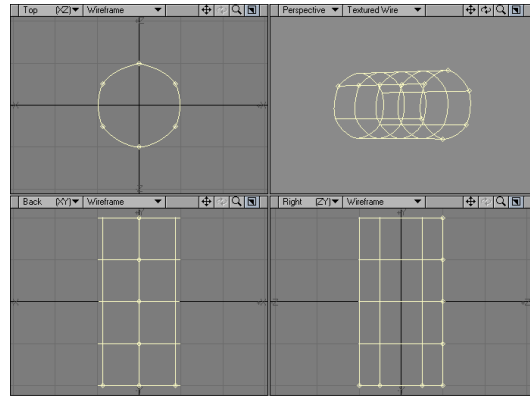 Top (XZ) Wireframe
Perspective Textured Wire
Back (XY) Wireframe
Right (ZY) Wireframe